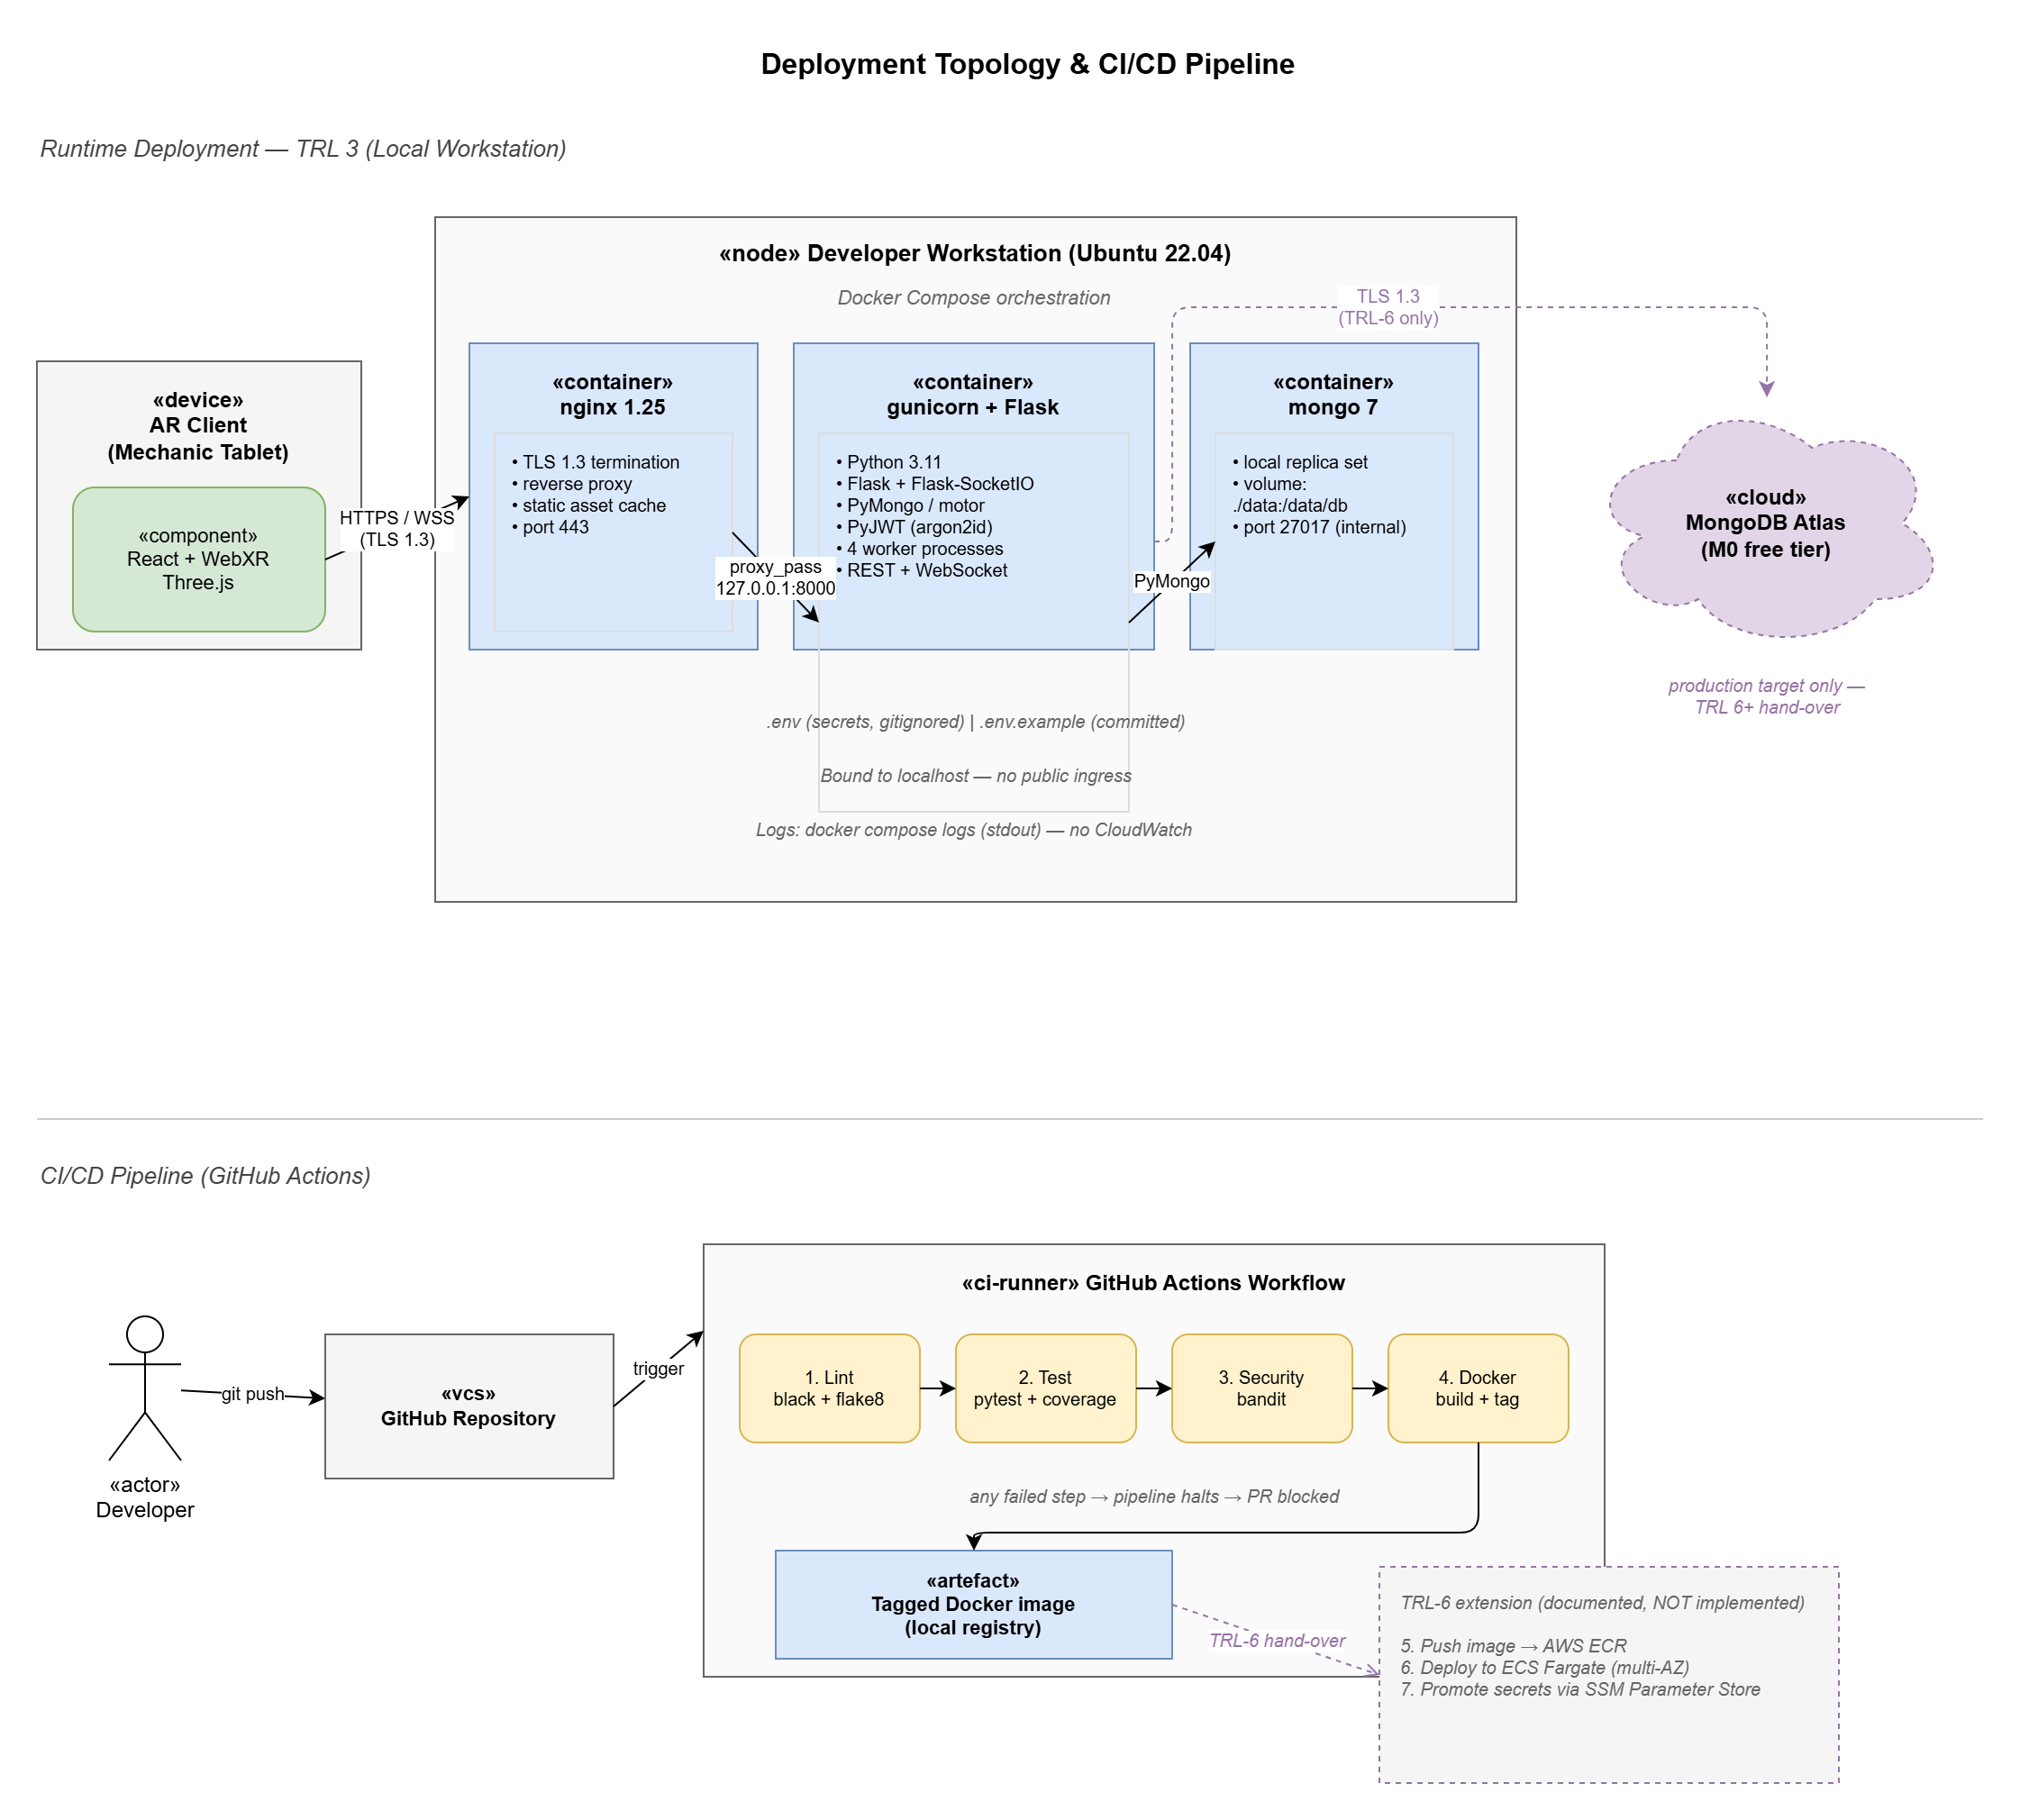 Deployment Topology & CI/CD Pipeline
Runtime Deployment — TRL 3 (Local Workstation)
«node» Developer Workstation (Ubuntu 22.04)
Docker Compose orchestration
TLS 1.3
(TRL-6 only)
«device»
AR Client
(Mechanic Tablet)
«component»
React + WebXR
Three.js
HTTPS / WSS
(TLS 1.3)
«container»
nginx 1.25
• TLS 1.3 termination
• reverse proxy
• static asset cache
• port 443
proxy_pass
127.0.0.1:8000
«container»
gunicorn + Flask
• Python 3.11
• Flask + Flask-SocketIO
• PyMongo / motor
• PyJWT (argon2id)
• 4 worker processes
• REST + WebSocket
PyMongo
«container»
mongo 7
• local replica set
• volume:
./data:/data/db
• port 27017 (internal)
«cloud»
MongoDB Atlas
(M0 free tier)
production target only —
TRL 6+ hand-over
.env (secrets, gitignored) | .env.example (committed)
Bound to localhost — no public ingress
Logs: docker compose logs (stdout) — no CloudWatch
CI/CD Pipeline (GitHub Actions)
«actor»
Developer
git push
«vcs»
GitHub Repository
trigger
«ci-runner» GitHub Actions Workflow
1. Lint
black + flake8
2. Test
pytest + coverage
3. Security
bandit
4. Docker
build + tag
any failed step → pipeline halts → PR blocked
«artefact»
Tagged Docker image
(local registry)
TRL-6 hand-over
TRL-6 extension (documented, NOT implemented)
5. Push image → AWS ECR
6. Deploy to ECS Fargate (multi-AZ)
7. Promote secrets via SSM Parameter Store